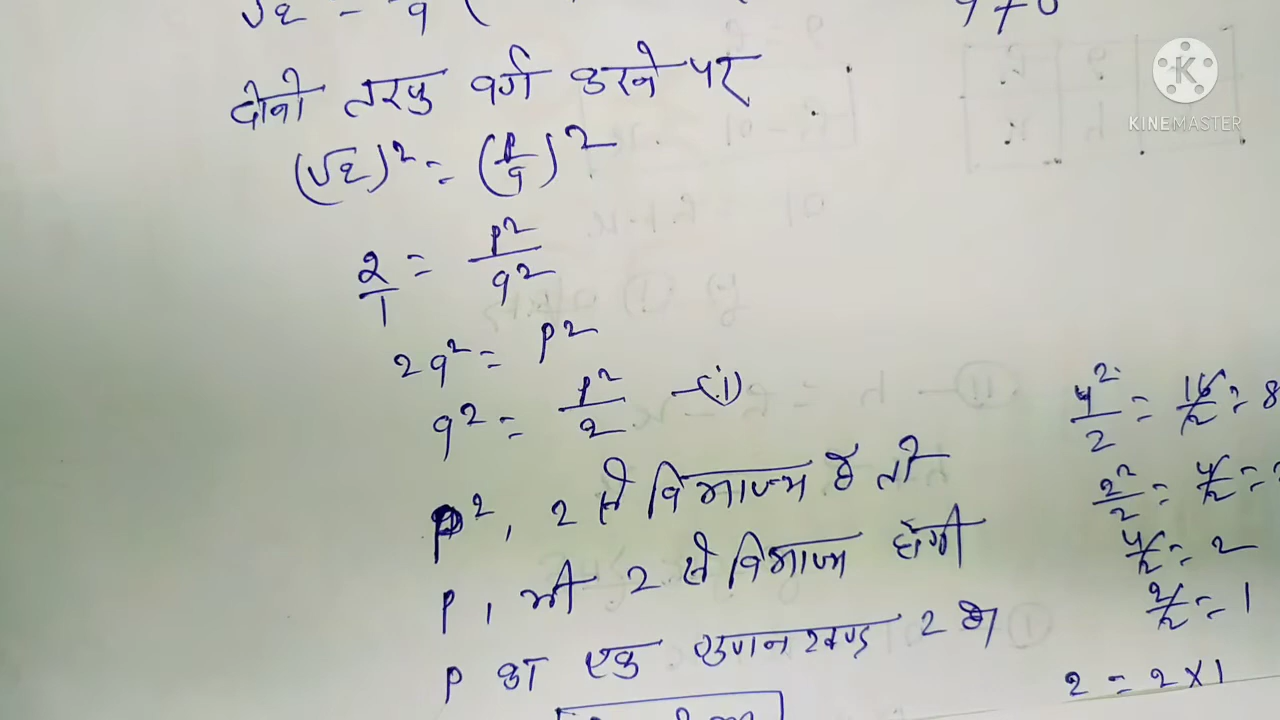 √2 = q (
q ≠ 0
KINEMASTER
दोनो तरफ वर्ग करने पर
(√2)² = (p/q)²
2/1 = p²/q²
2q² = p²
q² = p²/2 —(i)
p², 2 से विभाज्य है तो
p, भी 2 से विभाज्य होगी
p का एक गुणनखण्ड 2 है
4²/2 = 16/2 = 8
2²/2 = 4/2 =
4/2 = 2
2/2 = 1
2 = 2 × 1